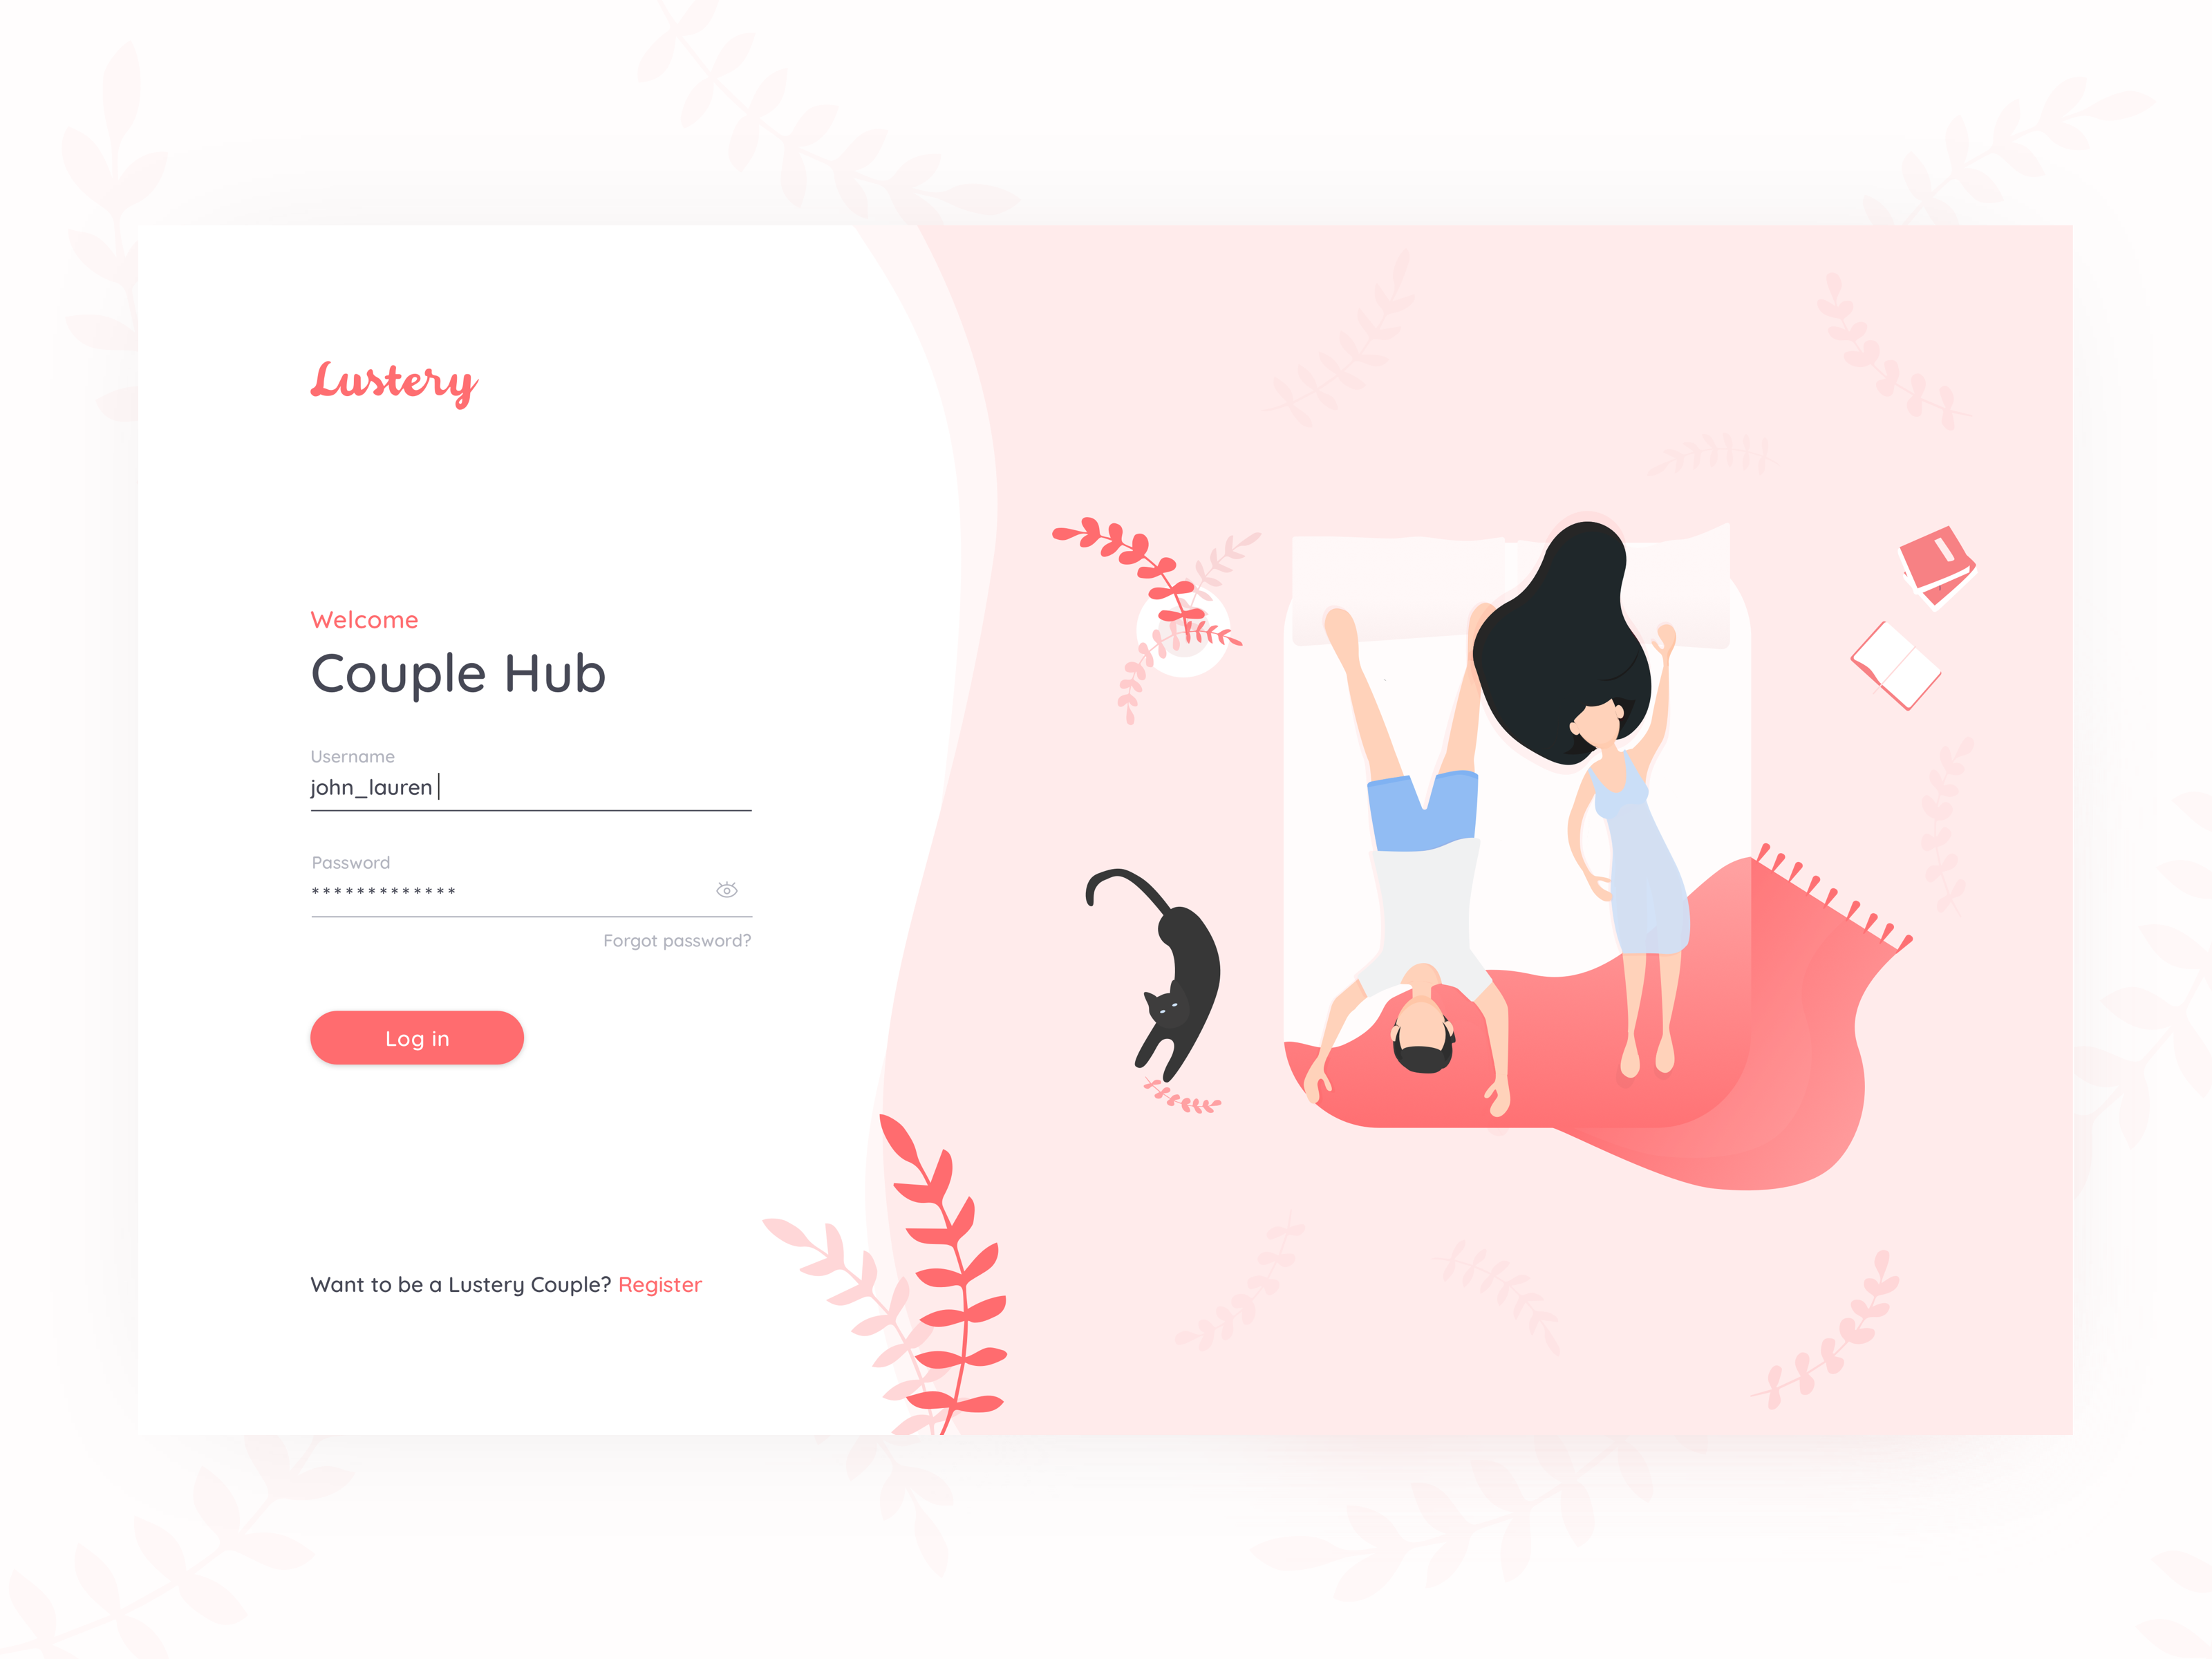 Lustery
Welcome
Couple Hub
Username
john_lauren
Password
*************
Forgot password?
Log in
Want to be a Lustery Couple? Register